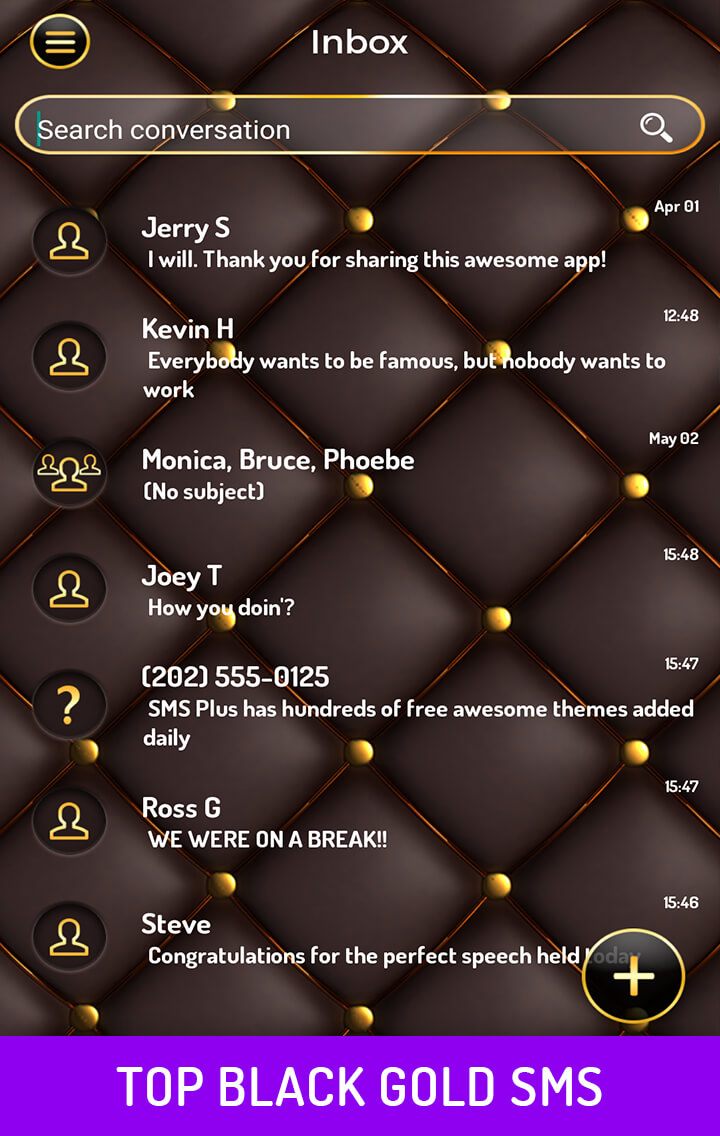 Inbox
Search conversation
Apr 01
Jerry S
I will. Thank you for sharing this awesome app!
12:48
Kevin H
Everybody wants to be famous, but nobody wants to
work
May 02
Monica, Bruce, Phoebe
(No subject)
15:48
Joey T
How you doin'?
15:47
(202) 555-0125
SMS Plus has hundreds of free awesome themes added
daily
15:47
Ross G
WE WERE ON A BREAK!!
15:46
Steve
Congratulations for the perfect speech held today
TOP BLACK GOLD SMS